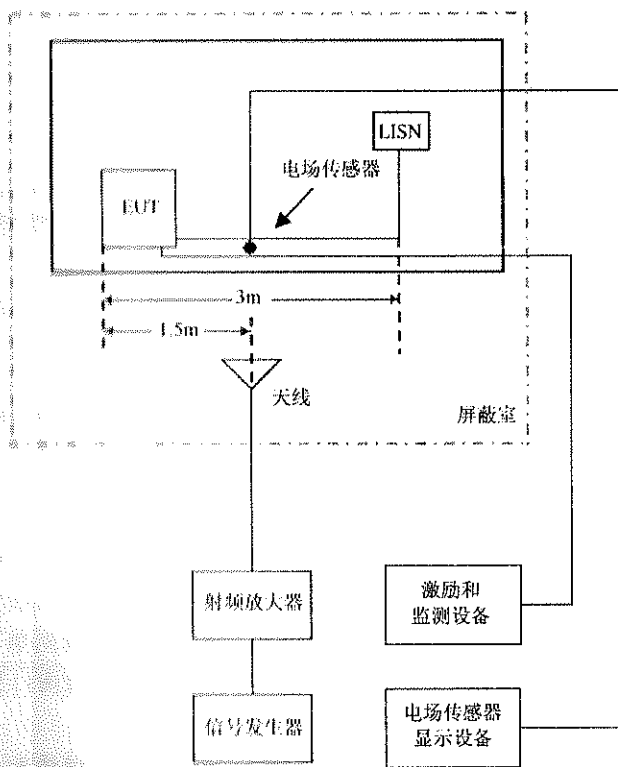 LISN
电场传感器
EUT
3m
1.5m
天线
屏蔽室
射频放大器
激励和
监测设备
信号发生器
电场传感器
显示设备